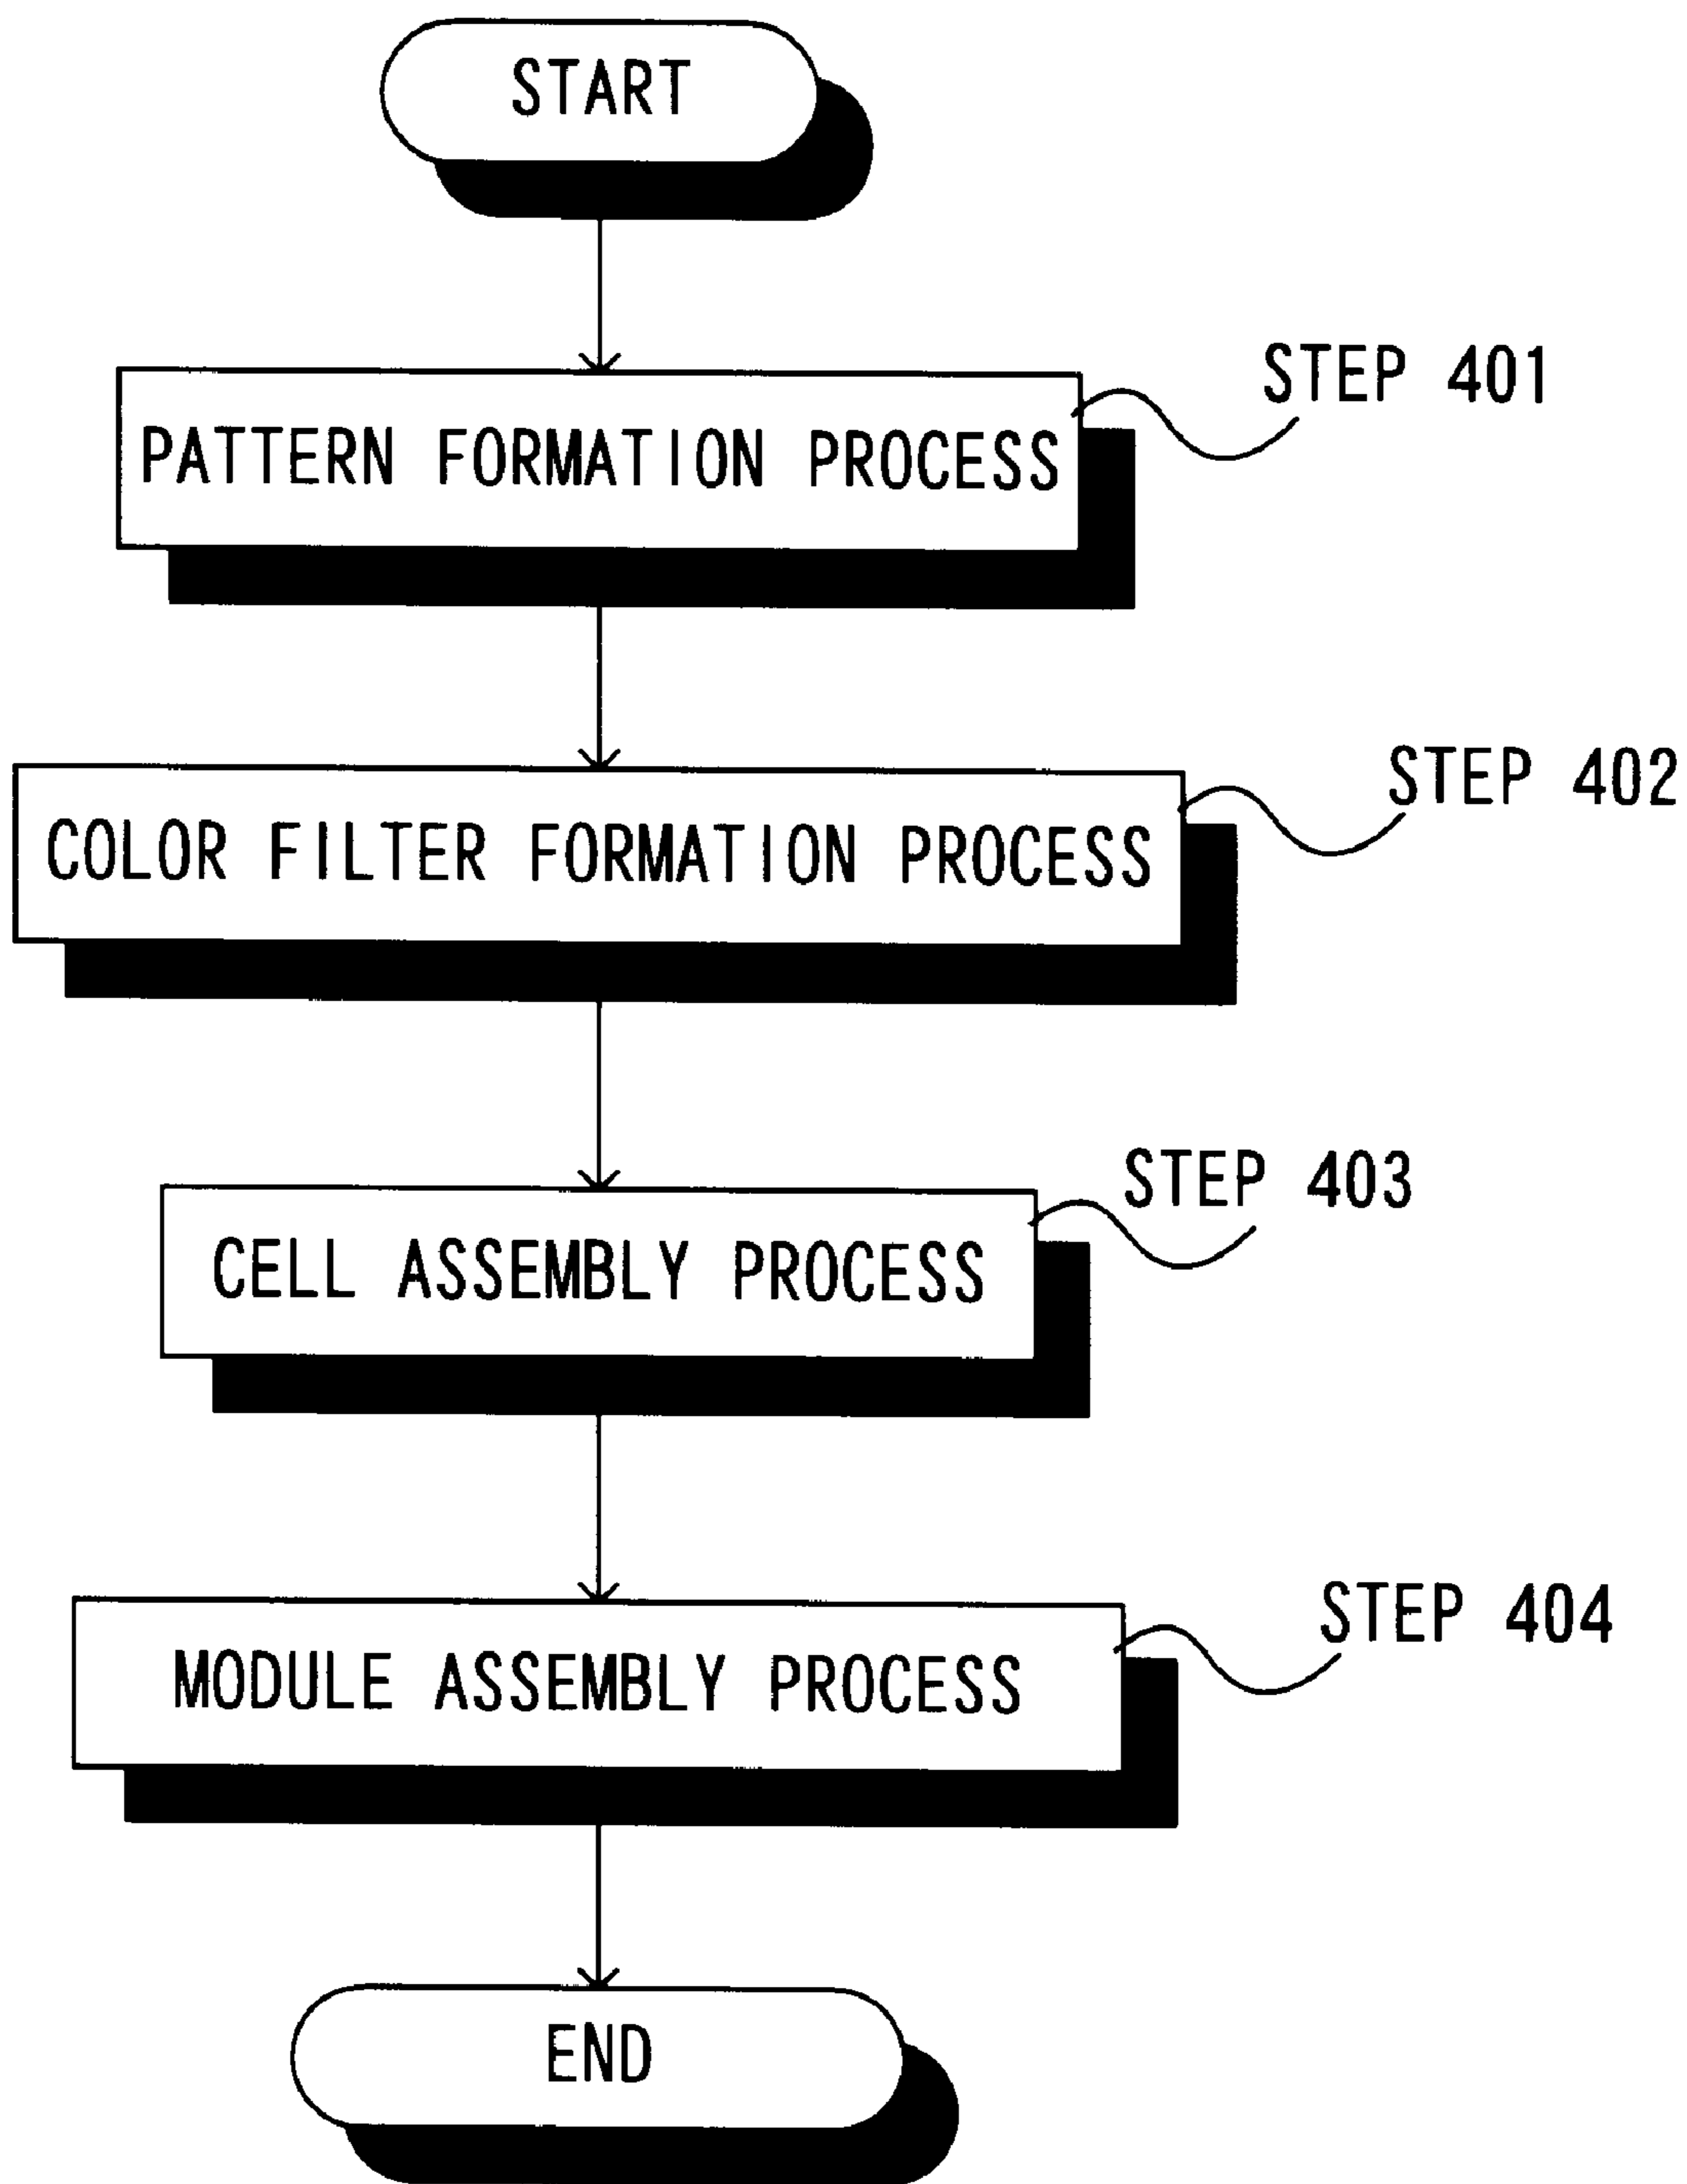 START
STEP 401
PATTERN FORMATION PROCESS
STEP 402
COLOR FILTER FORMATION PROCESS
STEP 403
CELL ASSEMBLY PROCESS
STEP 404
MODULE ASSEMBLY PROCESS
END